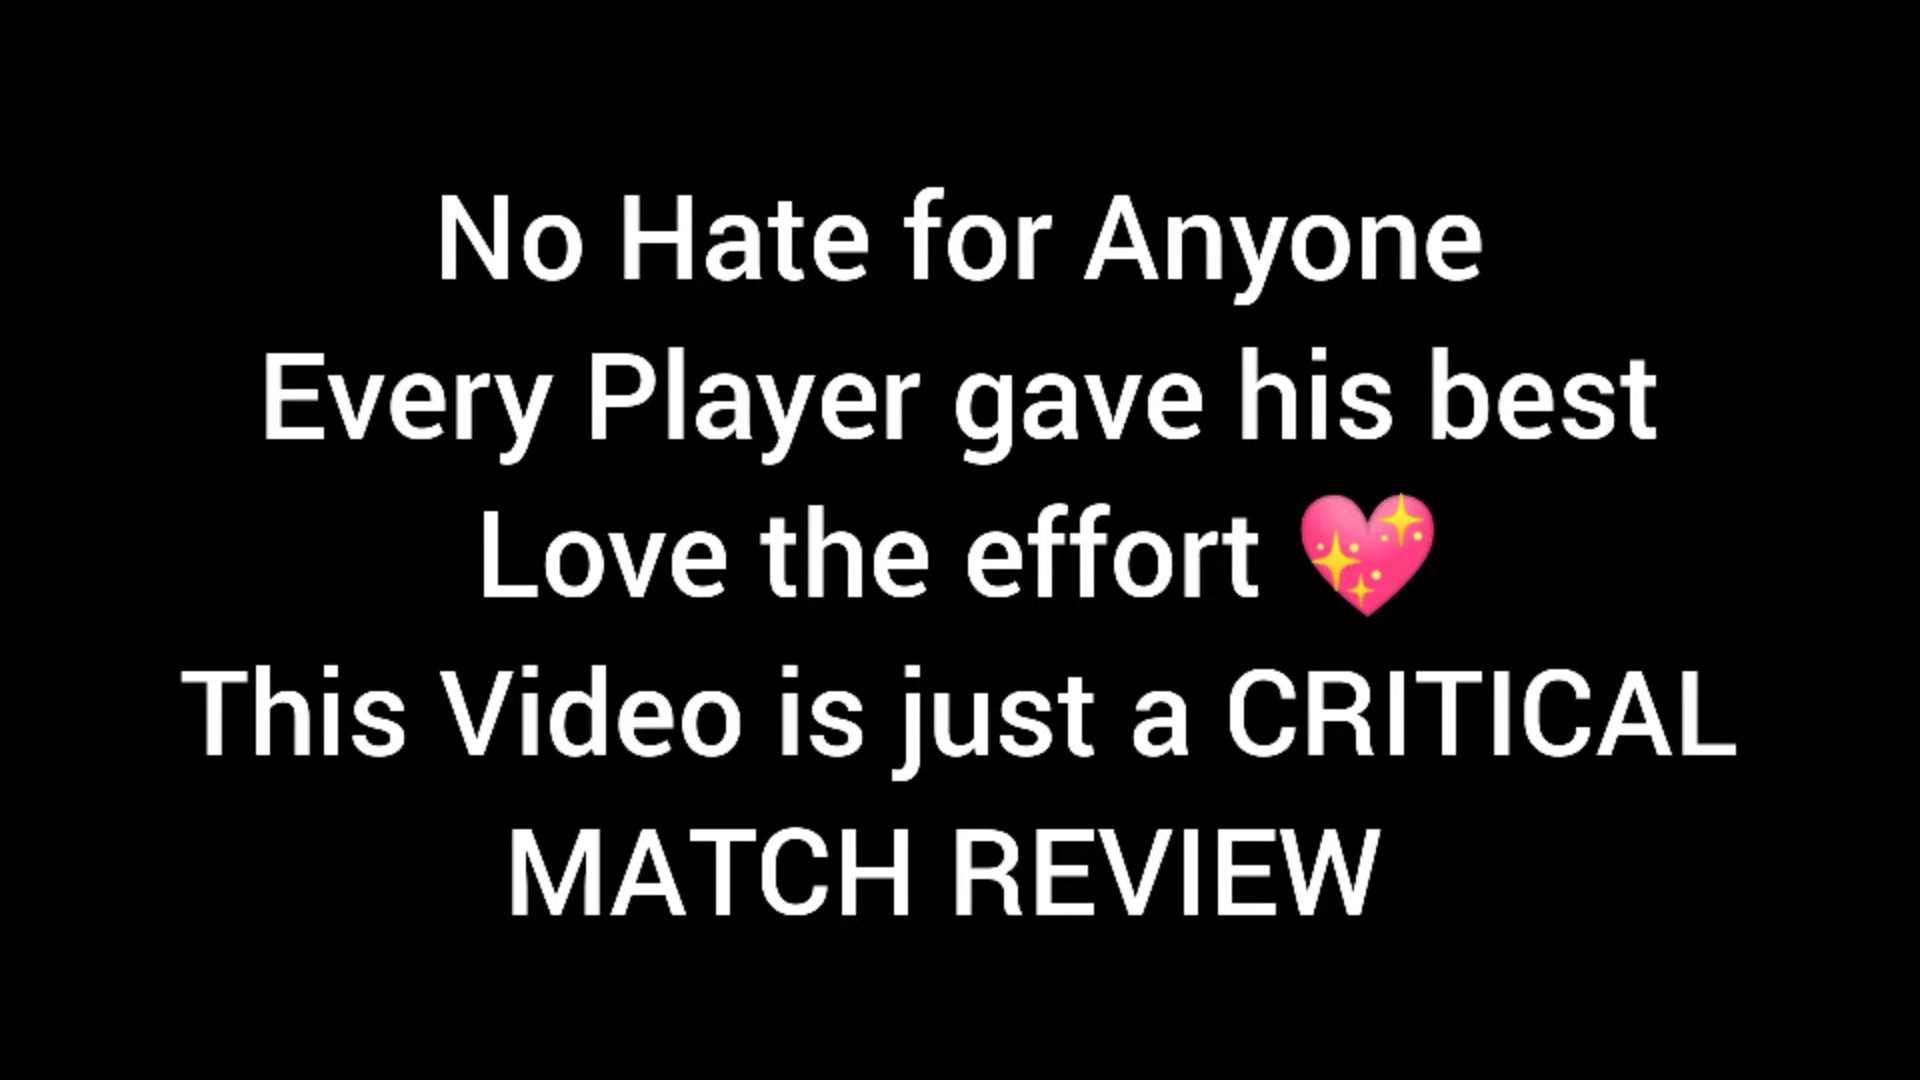 No Hate for Anyone
Every Player gave his best
Love the effort 💖
This Video is just a CRITICAL
MATCH REVIEW